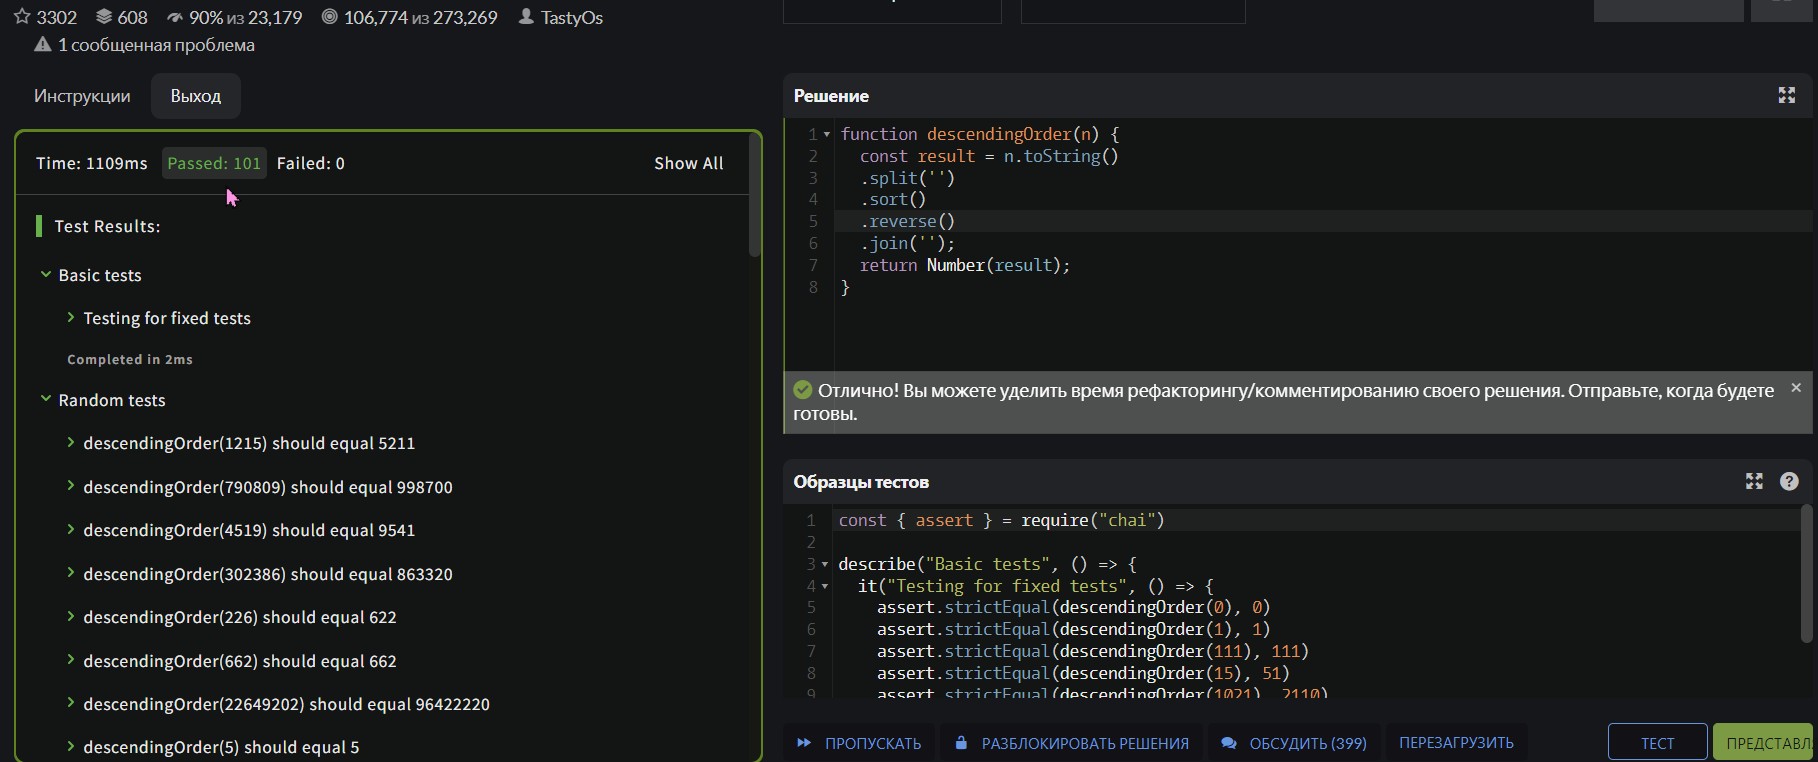 3302 608 90% из 23,179 106,774 из 273,269 TastyOs
1 сообщенная проблема
Инструкции Выход
Time: 1109ms Passed: 101 Failed: 0 Show All
Test Results:
Basic tests
Testing for fixed tests
Completed in 2ms
Random tests
descendingOrder(1215) should equal 5211
descendingOrder(790809) should equal 998700
descendingOrder(4519) should equal 9541
descendingOrder(302386) should equal 863320
descendingOrder(226) should equal 622
descendingOrder(662) should equal 662
descendingOrder(22649202) should equal 96422220
descendingOrder(5) should equal 5
Решение
1 function descendingOrder(n) {
2 const result = n.toString()
3 .split('')
4 .sort()
5 .reverse()
6 .join('');
7 return Number(result);
8 }
Отлично! Вы можете уделить время рефакторингу/комментированию своего решения. Отправьте, когда будете
готовы.
Образцы тестов
1 const { assert } = require("chai")
2
3 describe("Basic tests", () => {
4 it("Testing for fixed tests", () => {
5 assert.strictEqual(descendingOrder(0), 0)
6 assert.strictEqual(descendingOrder(1), 1)
7 assert.strictEqual(descendingOrder(111), 111)
8 assert.strictEqual(descendingOrder(15), 51)
9 assert.strictEqual(descendingOrder(1021), 2110)
ПРОПУСКАТЬ РАЗБЛОКИРОВАТЬ РЕШЕНИЯ ОБСУДИТЬ (399) ПЕРЕЗАГРУЗИТЬ ТЕСТ ПРЕДСТАВЛ